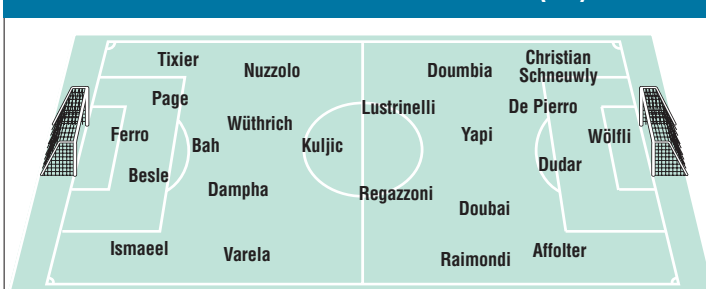 Tixier
Nuzzolo
Doumbia
Christian
Schneuwly
Page
Lustrinelli
De Pierro
Ferro
Bah
Wüthrich
Kuljic
Yapi
Wölfli
Besle
Dampha
Regazzoni
Doubai
Dudar
Ismaeel
Varela
Raimondi
Affolter